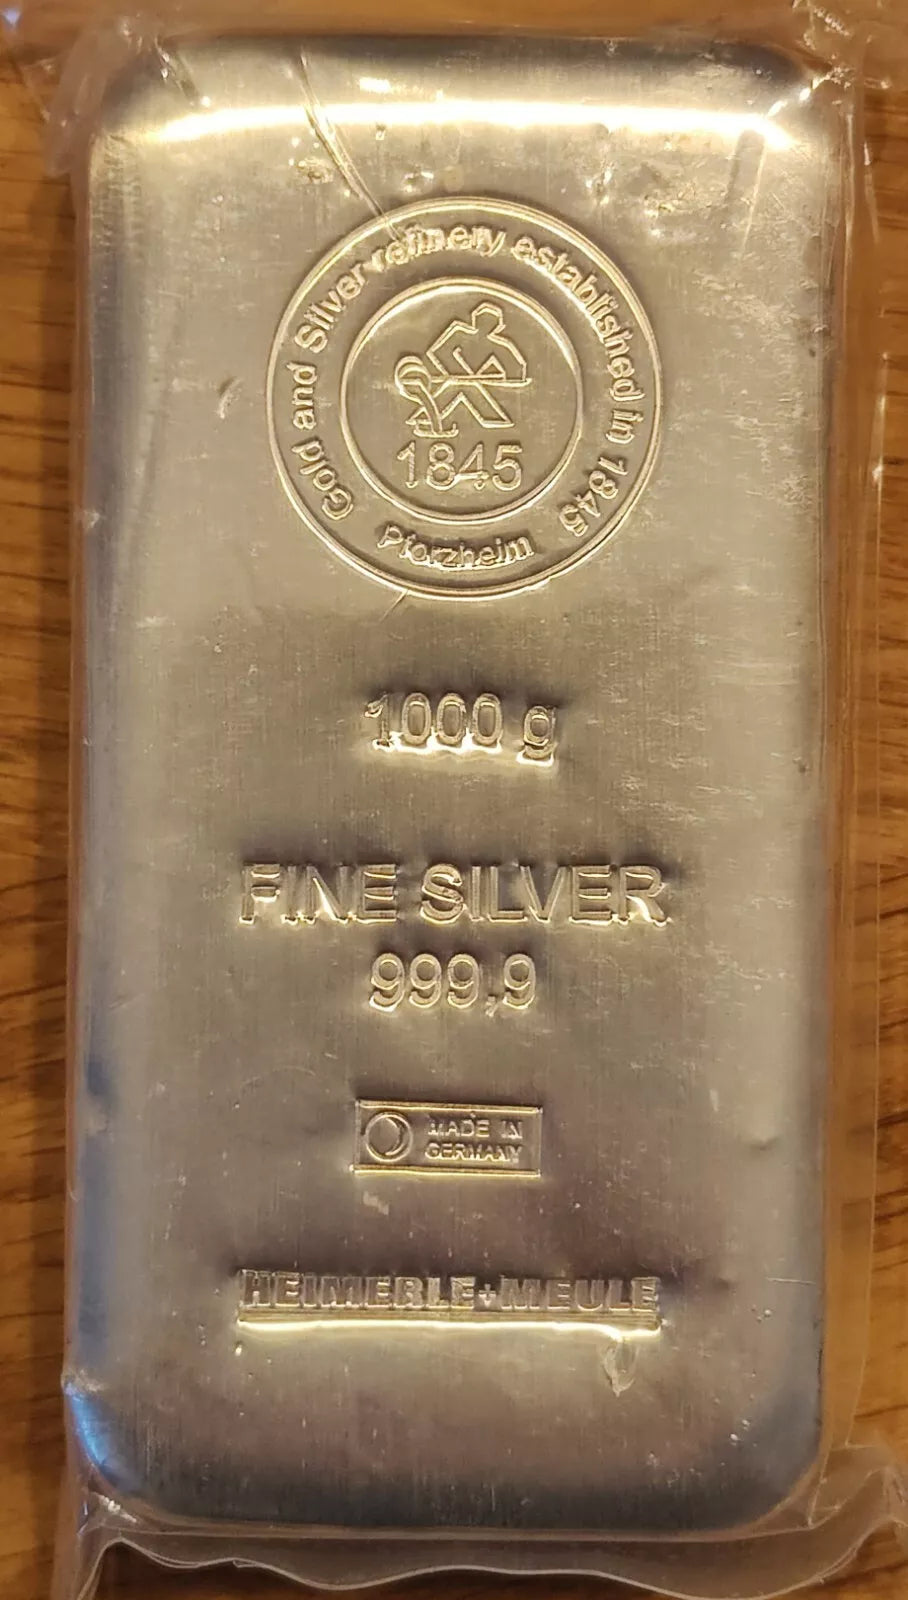 Gold and Silver refinery established in 1845
1845
Pforzheim
1000 g
FINE SILVER
999,9
MADE IN
GERMANY
HEIMERLE+MEULE